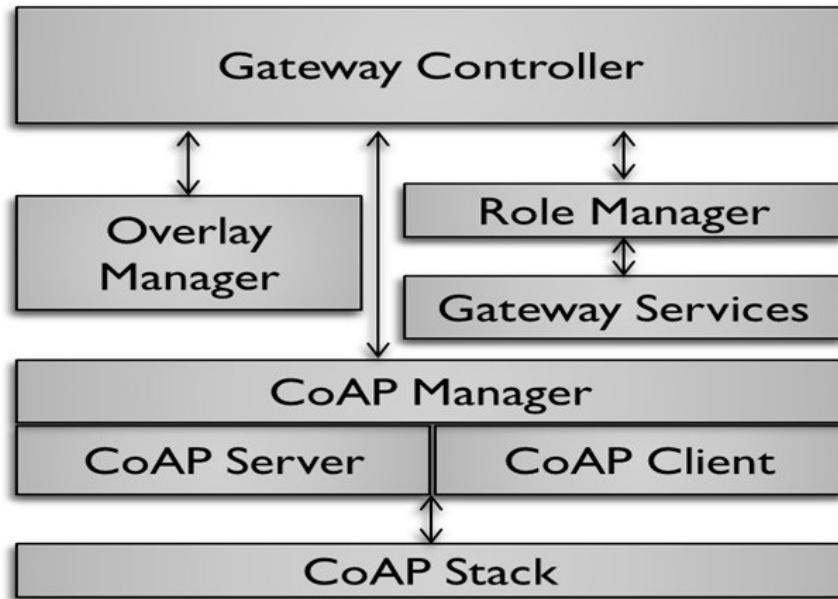 Gateway Controller
Overlay
Manager
Role Manager
Gateway Services
CoAP Manager
CoAP Server
CoAP Client
CoAP Stack